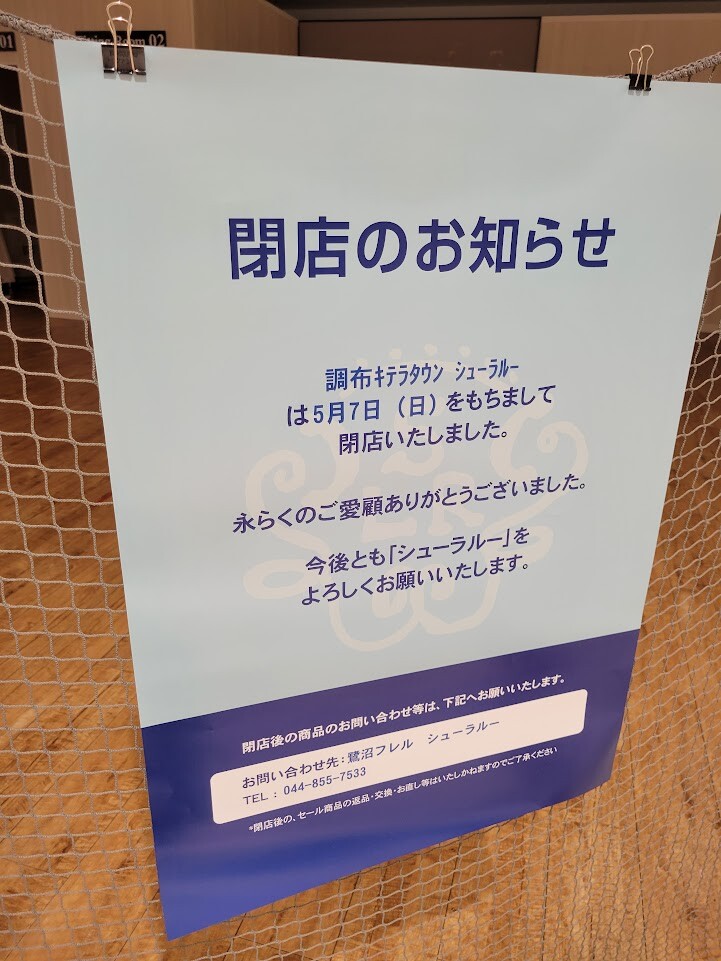 01
Fitting Room 02
閉店のお知らせ
調布ｷﾃﾗﾀｳﾝ ｼｭｰﾗﾙｰ
は5月7日（日）をもちまして
閉店いたしました。
永らくのご愛顧ありがとうございました。
今後とも「シューラルー」を
よろしくお願いいたします。
閉店後の商品のお問い合わせ等は、下記へお願いいたします。
お問い合わせ先：鷺沼フレル　シューラルー
TEL： 044-855-7533
*閉店後の、セール商品の返品・交換・お直し等はいたしかねますのでご了承ください